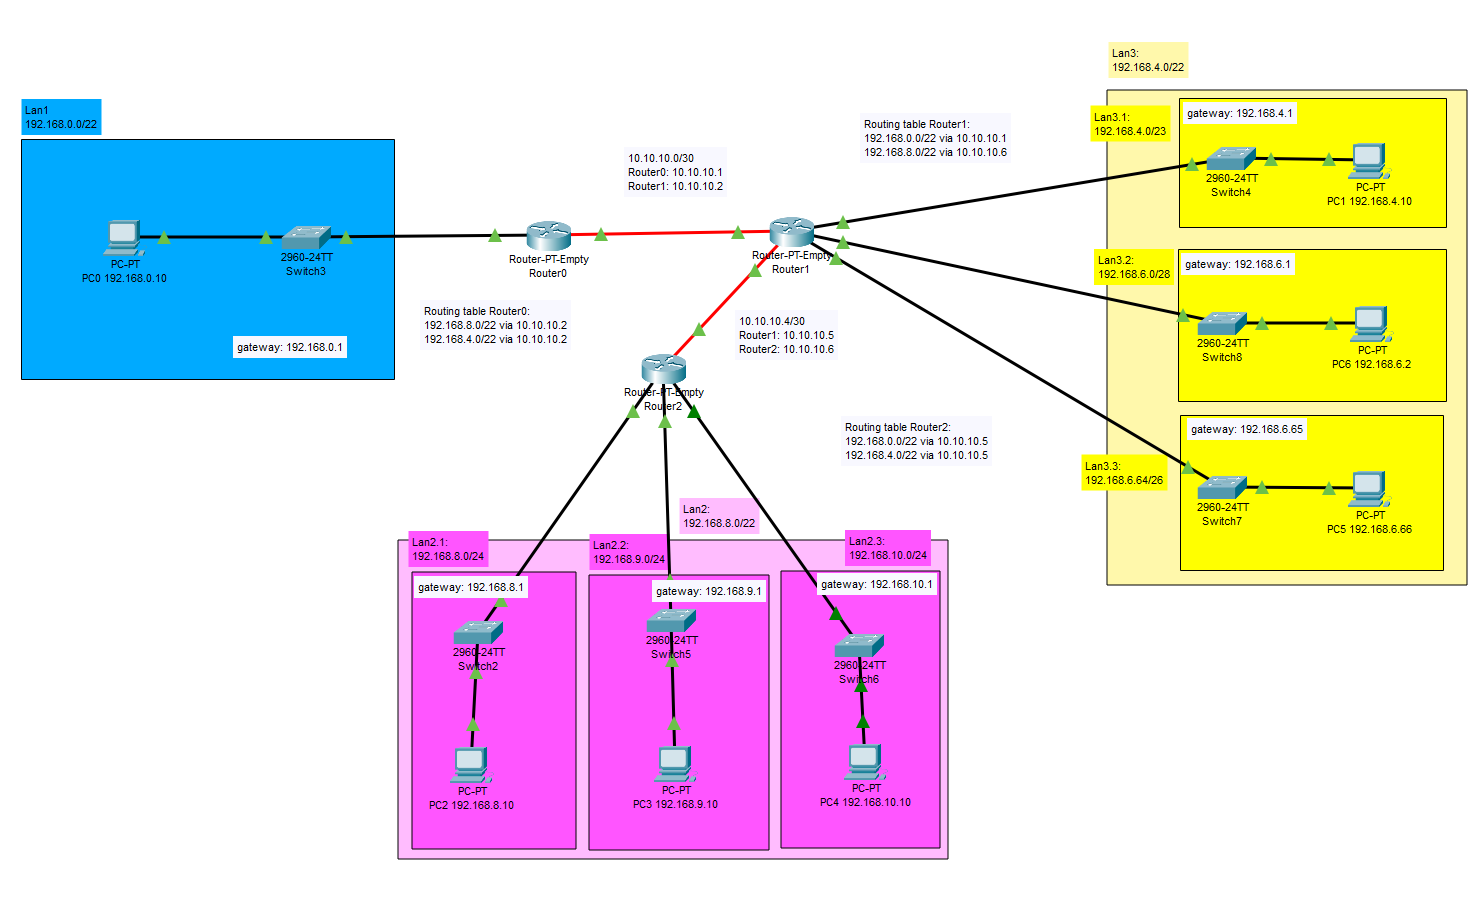 Lan1
192.168.0.0/22
PC-PT
PC0 192.168.0.10
2960-24TT
Switch3
gateway: 192.168.0.1
Router-PT-Empty
Router0
10.10.10.0/30
Router0: 10.10.10.1
Router1: 10.10.10.2
Routing table Router0:
192.168.8.0/22 via 10.10.10.2
192.168.4.0/22 via 10.10.10.2
Router-PT-Empty
Router1
Routing table Router1:
192.168.0.0/22 via 10.10.10.1
192.168.8.0/22 via 10.10.10.6
10.10.10.4/30
Router1: 10.10.10.5
Router2: 10.10.10.6
Router-PT-Empty
Router2
Routing table Router2:
192.168.0.0/22 via 10.10.10.5
192.168.4.0/22 via 10.10.10.5
Lan3:
192.168.4.0/22
Lan3.1:
192.168.4.0/23
gateway: 192.168.4.1
2960-24TT
Switch4
PC-PT
PC1 192.168.4.10
Lan3.2:
192.168.6.0/28
gateway: 192.168.6.1
2960-24TT
Switch8
PC-PT
PC6 192.168.6.2
Lan3.3:
192.168.6.64/26
gateway: 192.168.6.65
2960-24TT
Switch7
PC-PT
PC5 192.168.6.66
Lan2:
192.168.8.0/22
Lan2.1:
192.168.8.0/24
gateway: 192.168.8.1
2960-24TT
Switch2
PC-PT
PC2 192.168.8.10
Lan2.2:
192.168.9.0/24
gateway: 192.168.9.1
2960-24TT
Switch5
PC-PT
PC3 192.168.9.10
Lan2.3:
192.168.10.0/24
gateway: 192.168.10.1
2960-24TT
Switch6
PC-PT
PC4 192.168.10.10